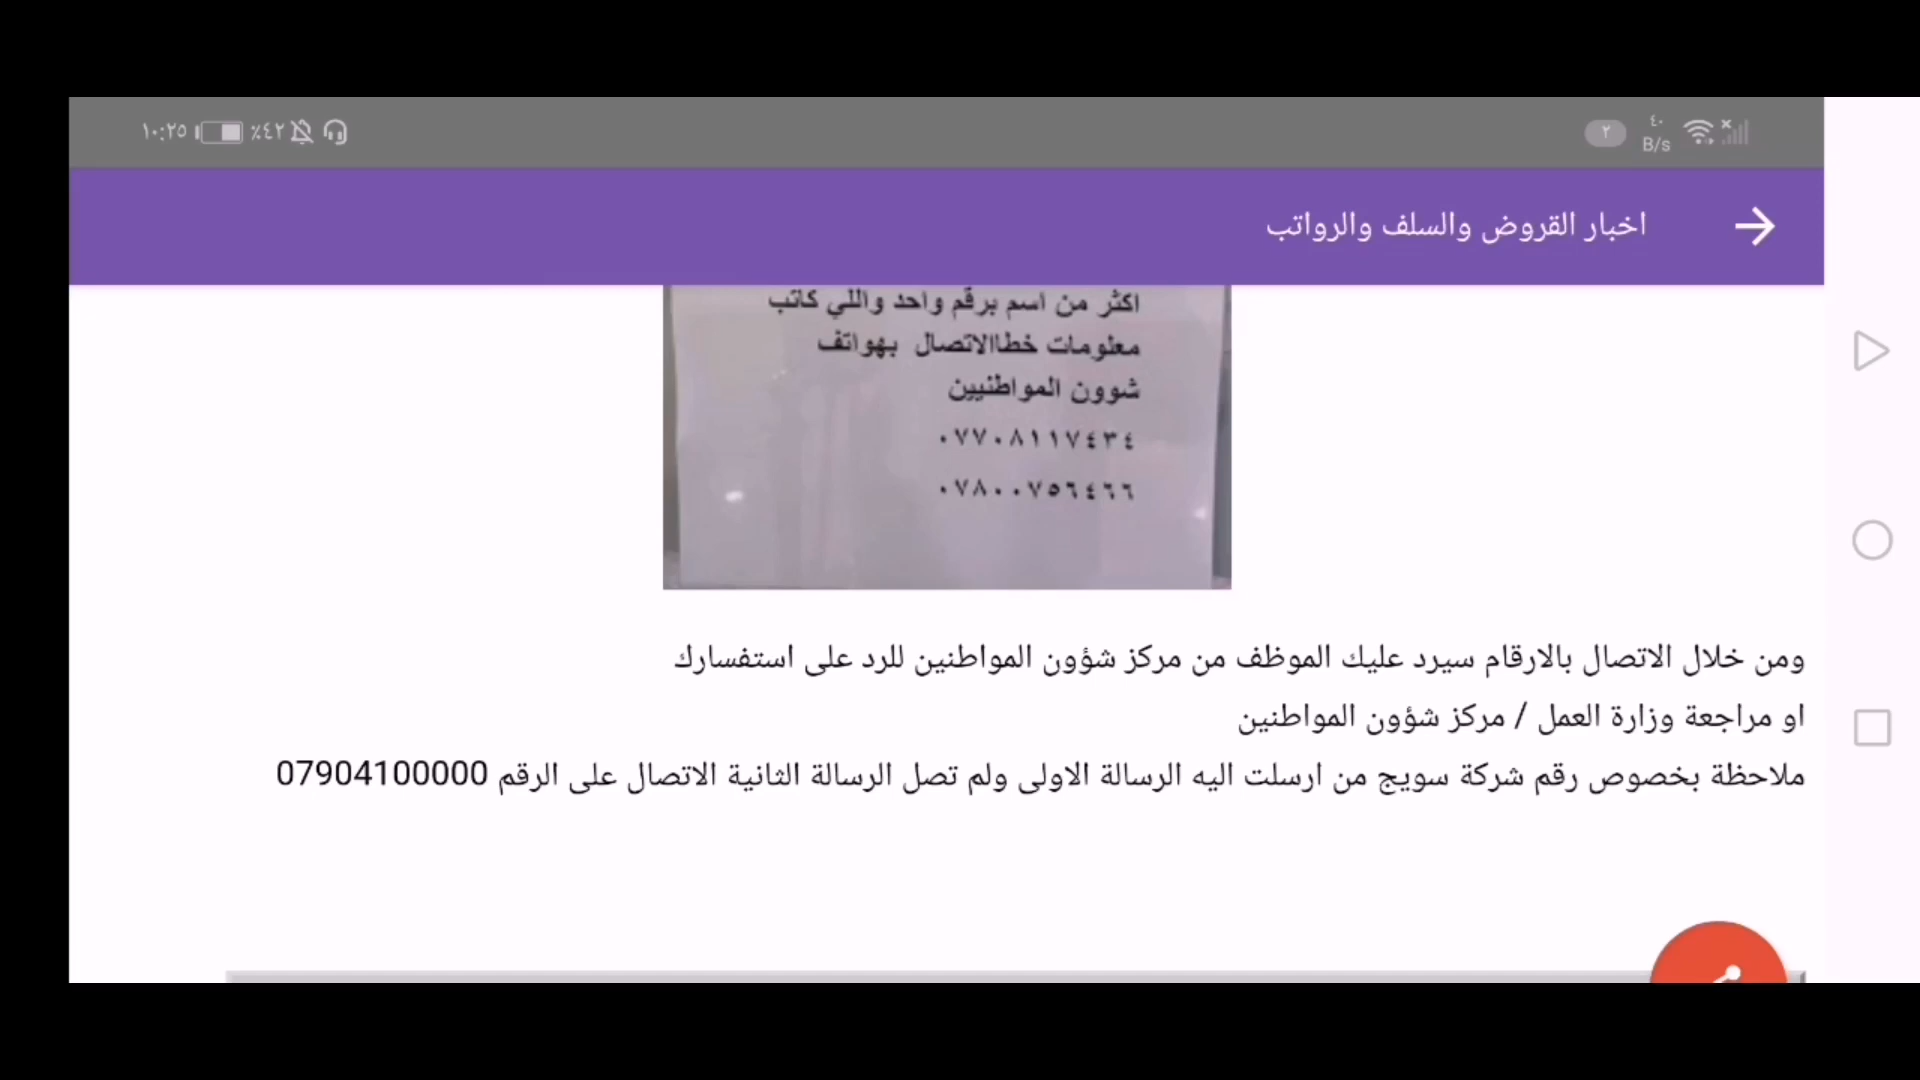 ١٠:٢٥ ٪٤٢
٢ ٤٠ B/s
اخبار القروض والسلف والرواتب
اكثر من اسم برقم واحد واللي كاتب
معلومات خطاالاتصال بهواتف
شوون المواطنيين
٠٧٧٠٨١١٧٤٣٤
٠٧٨٠٠٧٥٦٤٦٦
ومن خلال الاتصال بالارقام سيرد عليك الموظف من مركز شؤون المواطنين للرد على استفسارك
او مراجعة وزارة العمل / مركز شؤون المواطنين
ملاحظة بخصوص رقم شركة سويج من ارسلت اليه الرسالة الاولى ولم تصل الرسالة الثانية الاتصال على الرقم 07904100000